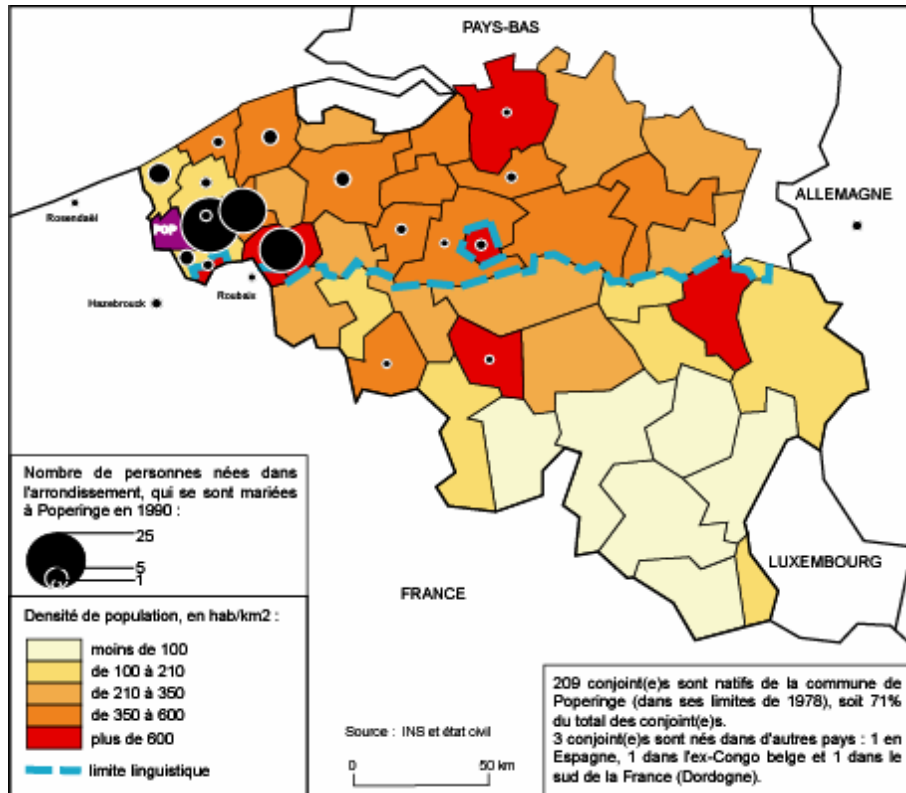 PAYS-BAS
ALLEMAGNE
Rosendaël
POP
Roubaix
Hazebrouck
Nombre de personnes nées dans
l'arrondissement, qui se sont mariées
à Poperinge en 1990 :
25
5
1
LUXEMBOURG
FRANCE
Densité de population, en hab/km2 :
moins de 100
de 100 à 210
de 210 à 350
de 350 à 600
plus de 600
limite linguistique
Source : INS et état civil
0 50 km
209 conjoint(e)s sont natifs de la commune de
Poperinge (dans ses limites de 1978), soit 71%
du total des conjoint(e)s.
3 conjoint(e)s sont nés dans d'autres pays : 1 en
Espagne, 1 dans l'ex-Congo belge et 1 dans le
sud de la France (Dordogne).